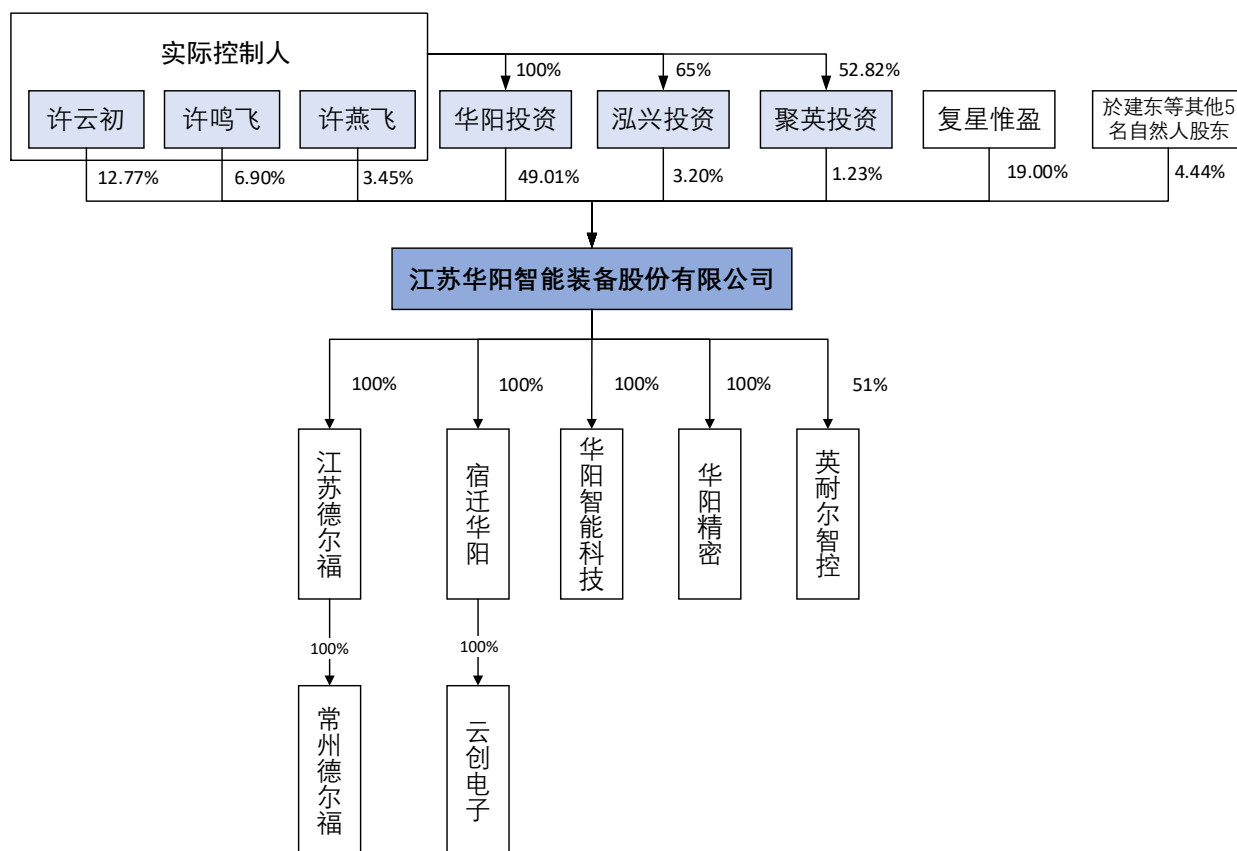 实际控制人
100%
65%
52.82%
许云初
许鸣飞
许燕飞
华阳投资
泓兴投资
聚英投资
复星惟盈
於建东等其他5
名自然人股东
12.77%
6.90%
3.45%
49.01%
3.20%
1.23%
19.00%
4.44%
江苏华阳智能装备股份有限公司
100%
100%
100%
100%
51%
江苏德尔福
宿迁华阳
华阳智能科技
华阳精密
英耐尔智控
100%
100%
常州德尔福
云创电子